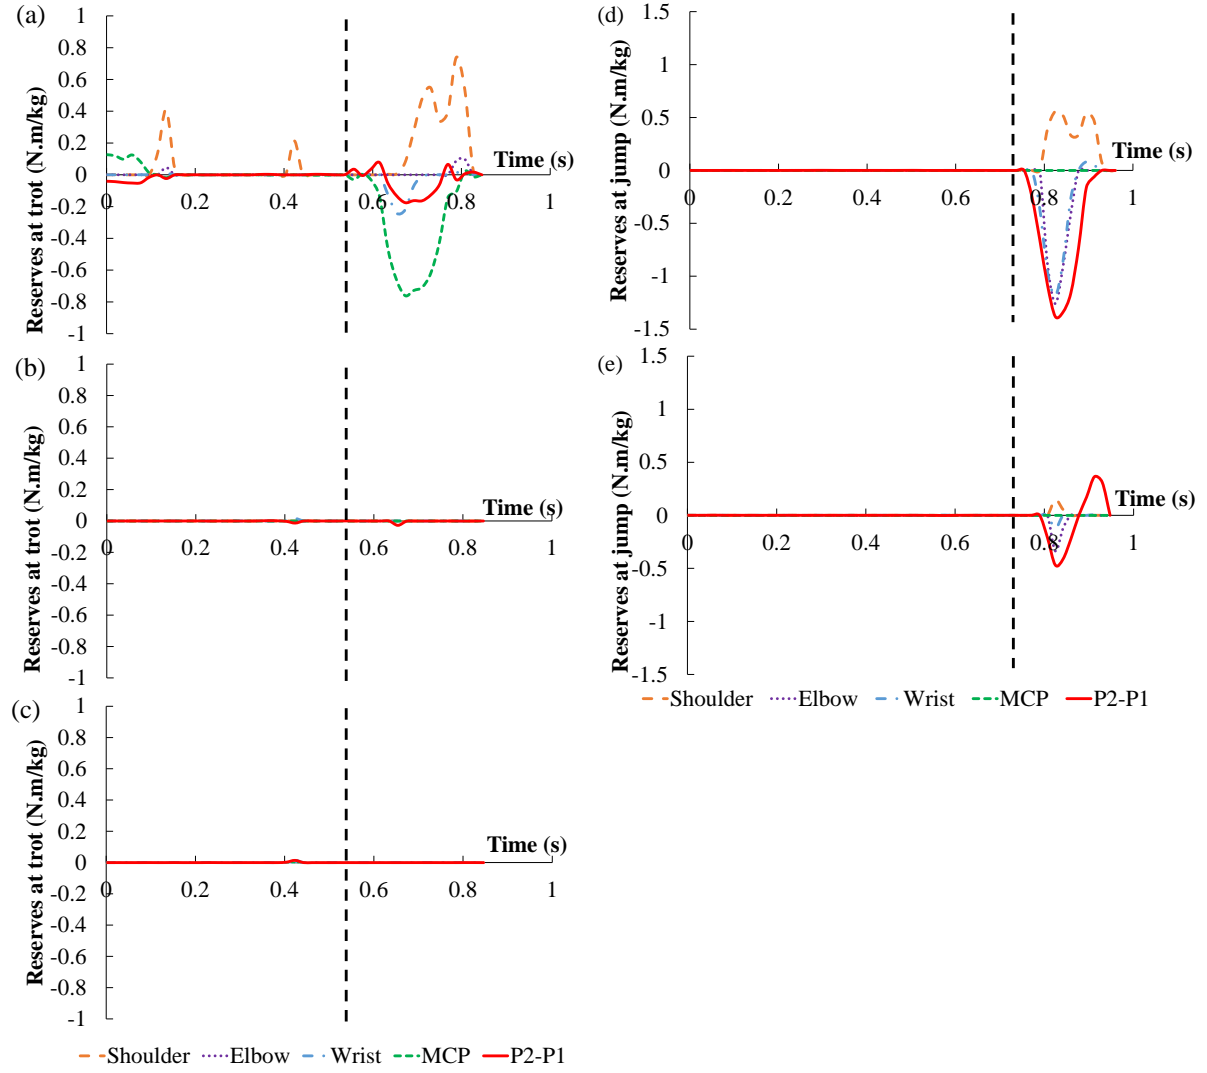 (a)
Reserves at trot (N.m/kg)
1
0.8
0.6
0.4
0.2
0
-0.2
-0.4
-0.6
-0.8
-1
0 0.2 0.4 0.6 0.8 1
Time (s)
(b)
Reserves at trot (N.m/kg)
1
0.8
0.6
0.4
0.2
0
-0.2
-0.4
-0.6
-0.8
-1
0 0.2 0.4 0.6 0.8 1
Time (s)
(c)
Reserves at trot (N.m/kg)
1
0.8
0.6
0.4
0.2
0
-0.2
-0.4
-0.6
-0.8
-1
0 0.2 0.4 0.6 0.8 1
Time (s)
Shoulder Elbow Wrist MCP P2-P1
(d)
Reserves at jump (N.m/kg)
1.5
1
0.5
0
-0.5
-1
-1.5
0 0.2 0.4 0.6 0.8 1
Time (s)
(e)
Reserves at jump (N.m/kg)
1.5
1
0.5
0
-0.5
-1
-1.5
0 0.2 0.4 0.6 0.8 1
Time (s)
Shoulder Elbow Wrist MCP P2-P1